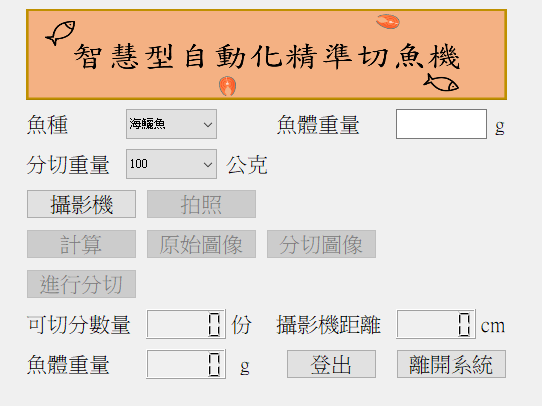 智慧型自動化精準切魚機
魚種 海鱺魚 魚體重量 g
分切重量 100 公克
攝影機 拍照
計算 原始圖像 分切圖像
進行分切
可切分數量 0 份 攝影機距離 0 cm
魚體重量 0 g 登出 離開系統